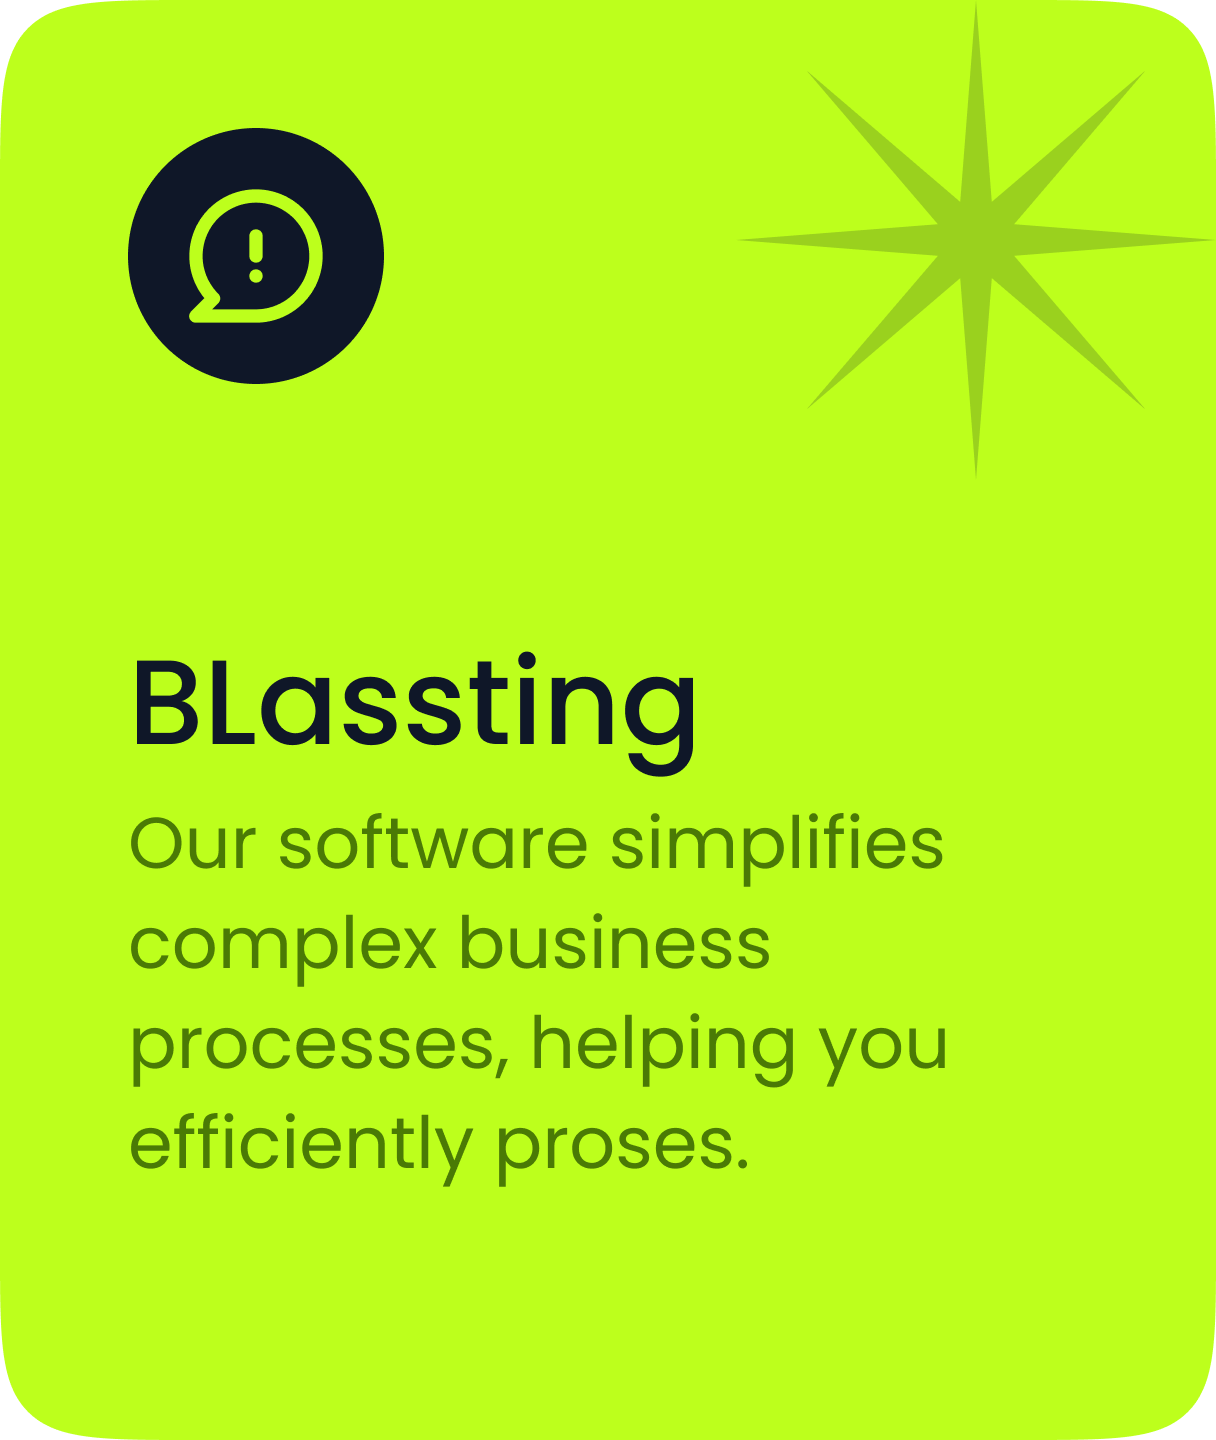 BLassting
Our software simplifies
complex business
processes, helping you
efficiently proses.